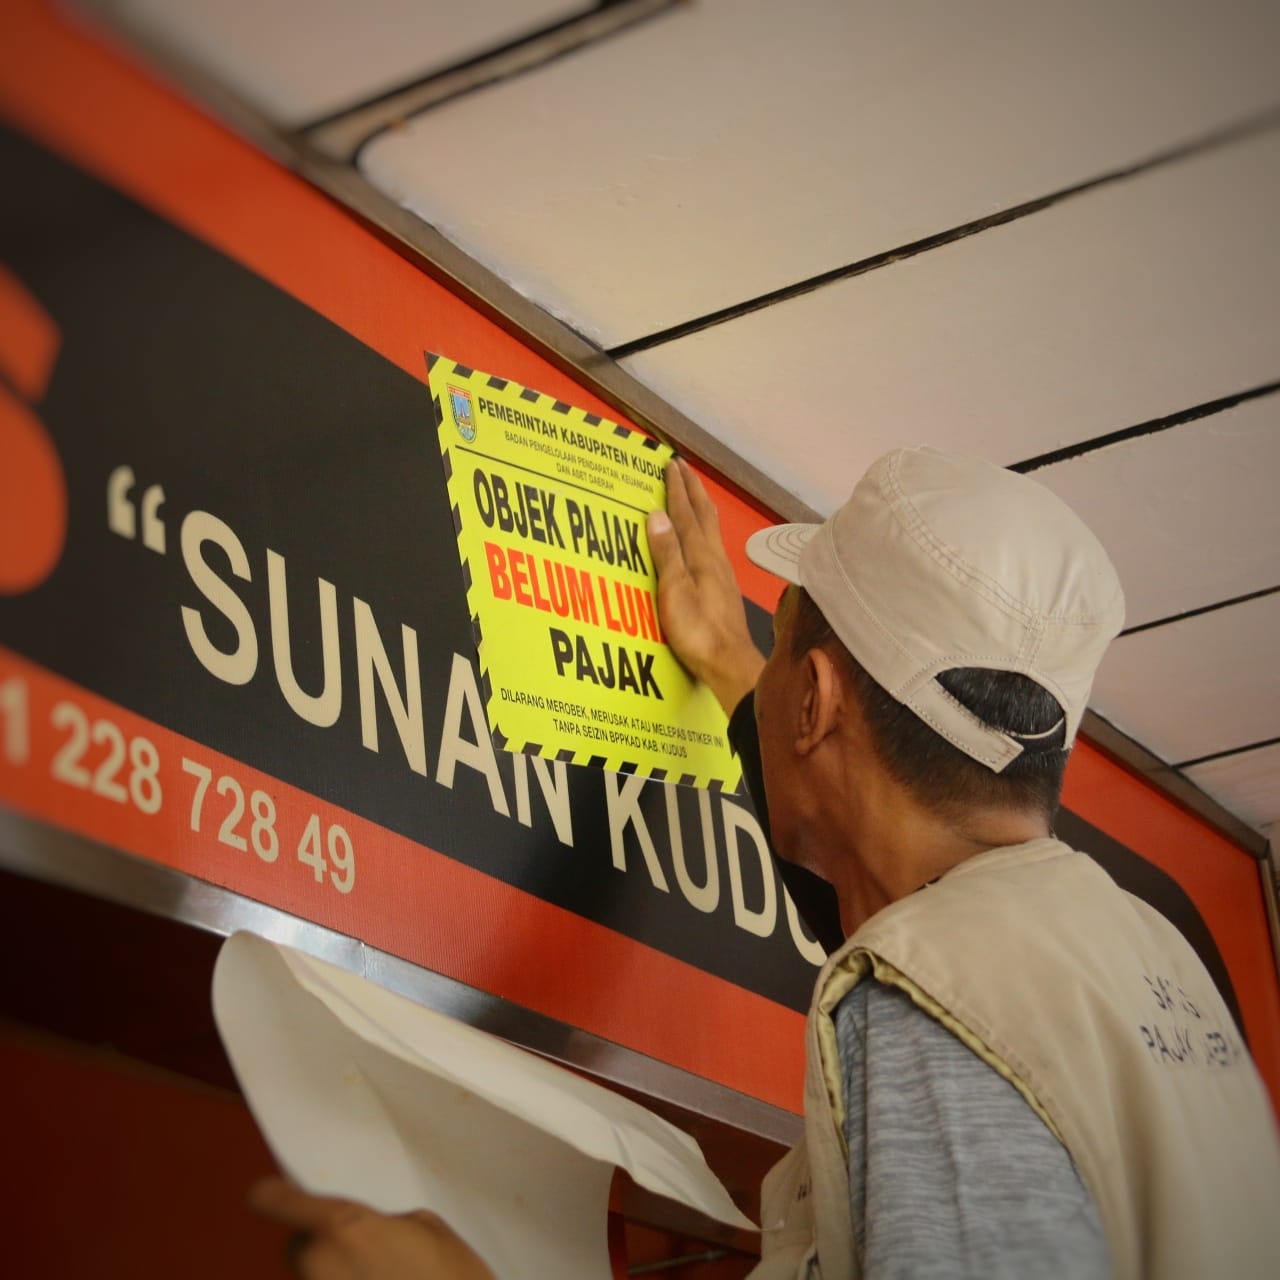 PEMERINTAH KABUPATEN KUDUS
BADAN PENGELOLAAN PENDAPATAN, KEUANGAN
DAN ASET DAERAH
OBJEK PAJAK
BELUM LUN
PAJAK
DILARANG MEROBEK, MERUSAK ATAU MELEPAS STIKER INI
TANPA SEIZIN BPPKAD KAB. KUDUS
“SUNAN KUDU
1 228 728 49
PAJAK